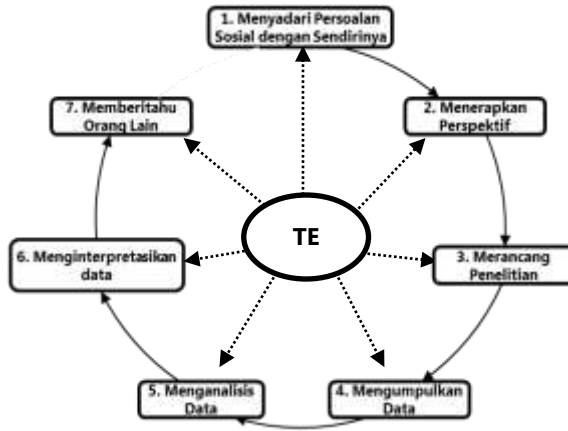 1. Menyadari Persoalan
Sosial dengan Sendirinya
2. Menerapkan
Perspektif
3. Merancang
Penelitian
4. Mengumpulkan
Data
5. Menganalisis
Data
6. Menginterpretasikan
data
7. Memberitahu
Orang Lain
TE